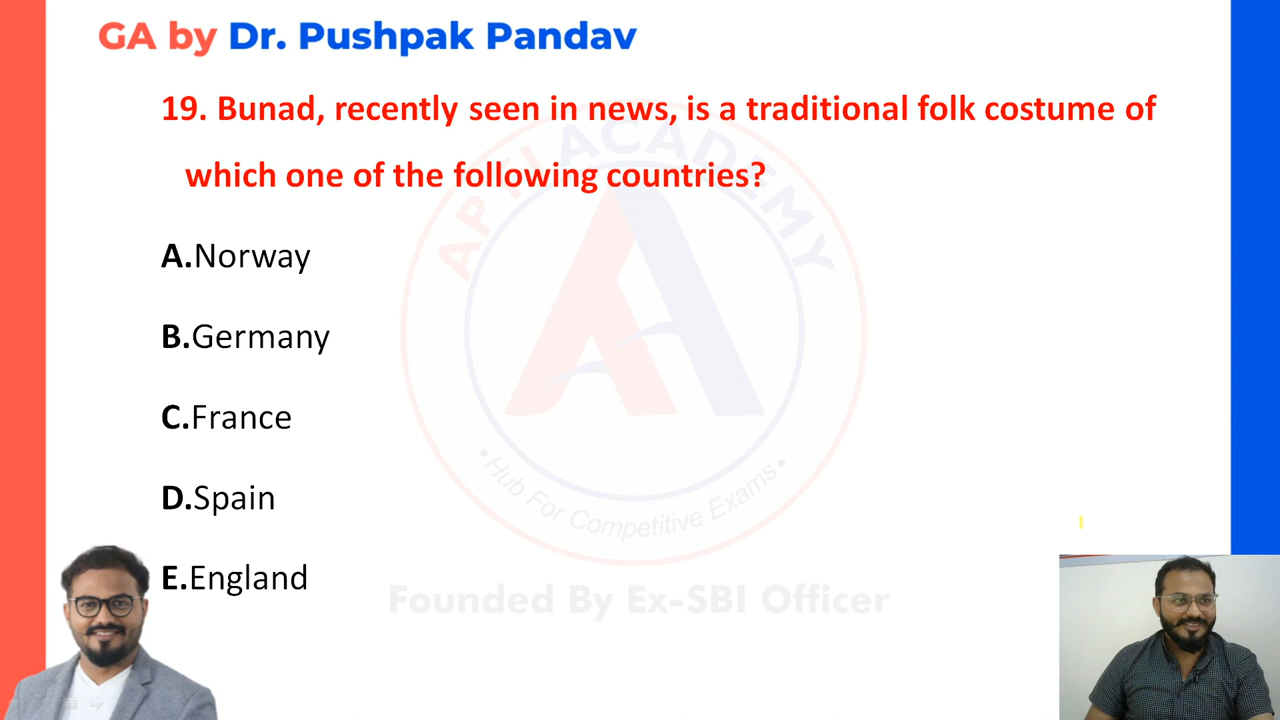 GA by Dr. Pushpak Pandav
19. Bunad, recently seen in news, is a traditional folk costume of
which one of the following countries?
A.Norway
B.Germany
C.France
D.Spain
E.England
APTI ACADEMY
•Hub For Competitive Exams•
Founded By Ex-SBI Officer